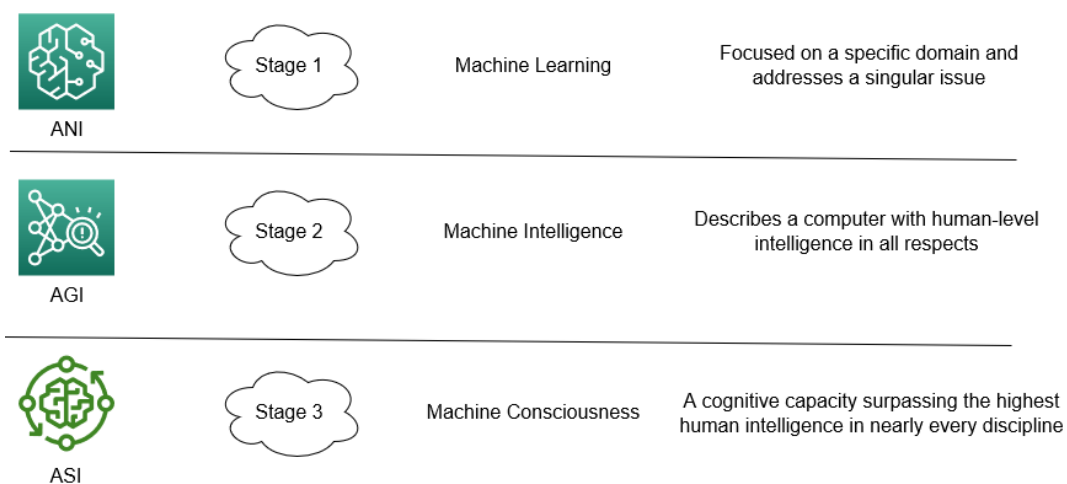 Stage 1
Machine Learning
Focused on a specific domain and
addresses a singular issue
ANI
Stage 2
Machine Intelligence
Describes a computer with human-level
intelligence in all respects
AGI
Stage 3
Machine Consciousness
A cognitive capacity surpassing the highest
human intelligence in nearly every discipline
ASI